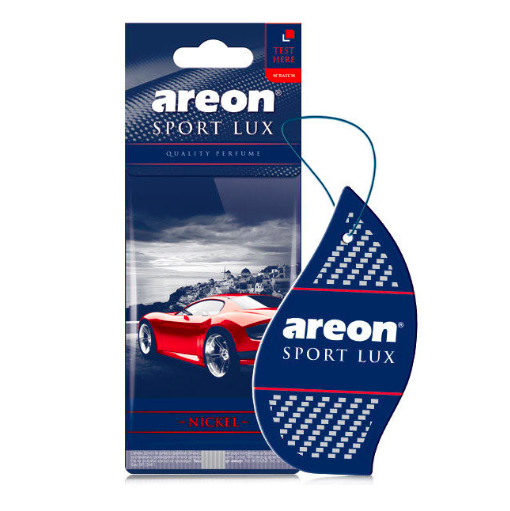 TEST
HERE
SCRATCH
areon®
SPORT LUX
QUALITY PERFUME
- NICKEL -
areon®
SPORT LUX